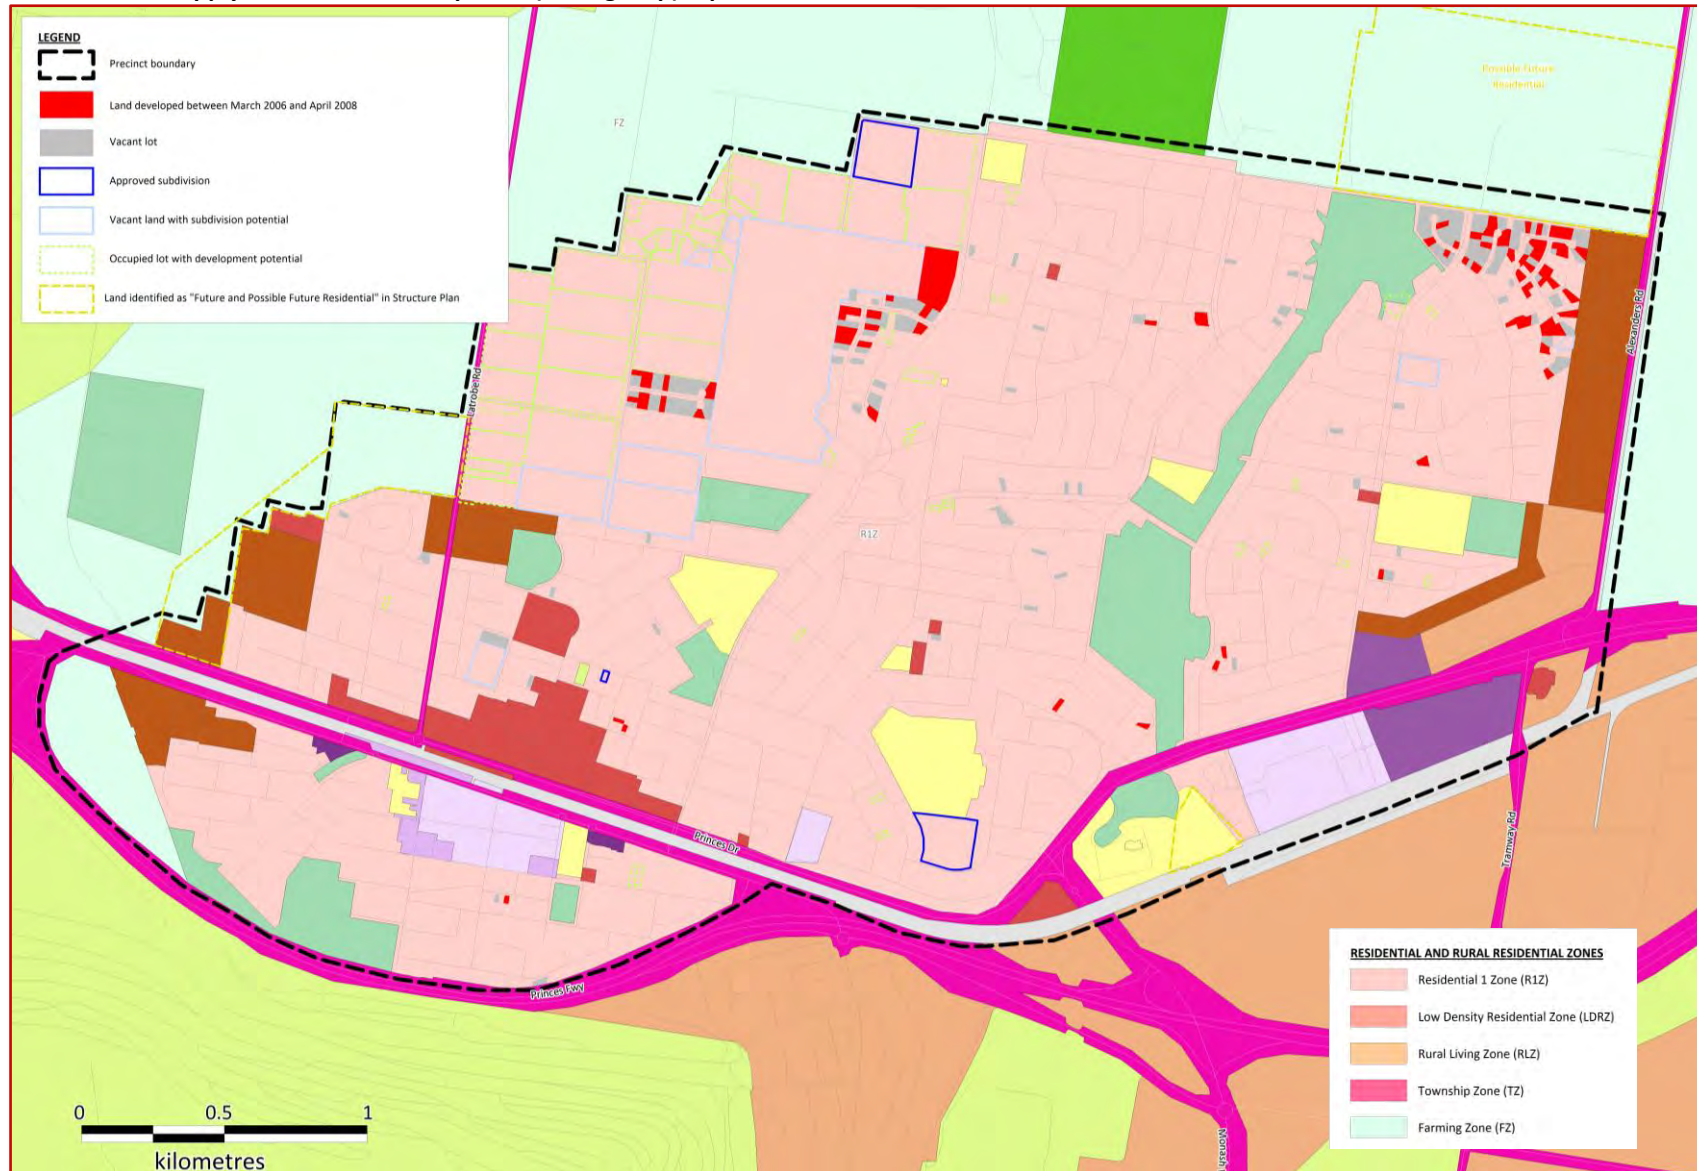 LEGEND
Precinct boundary
Land developed between March 2006 and April 2008
Vacant lot
Approved subdivision
Vacant land with subdivision potential
Occupied lot with development potential
Land identified as "Future and Possible Future Residential" in Structure Plan
FZ
Possible Future
Residential
Alexanders Rd
Latrobe Rd
R1Z
Princes Dr
Tramway Rd
Princes Fwy
Monash
RESIDENTIAL AND RURAL RESIDENTIAL ZONES
Residential 1 Zone (R1Z)
Low Density Residential Zone (LDRZ)
Rural Living Zone (RLZ)
Township Zone (TZ)
Farming Zone (FZ)
0 0.5 1
kilometres